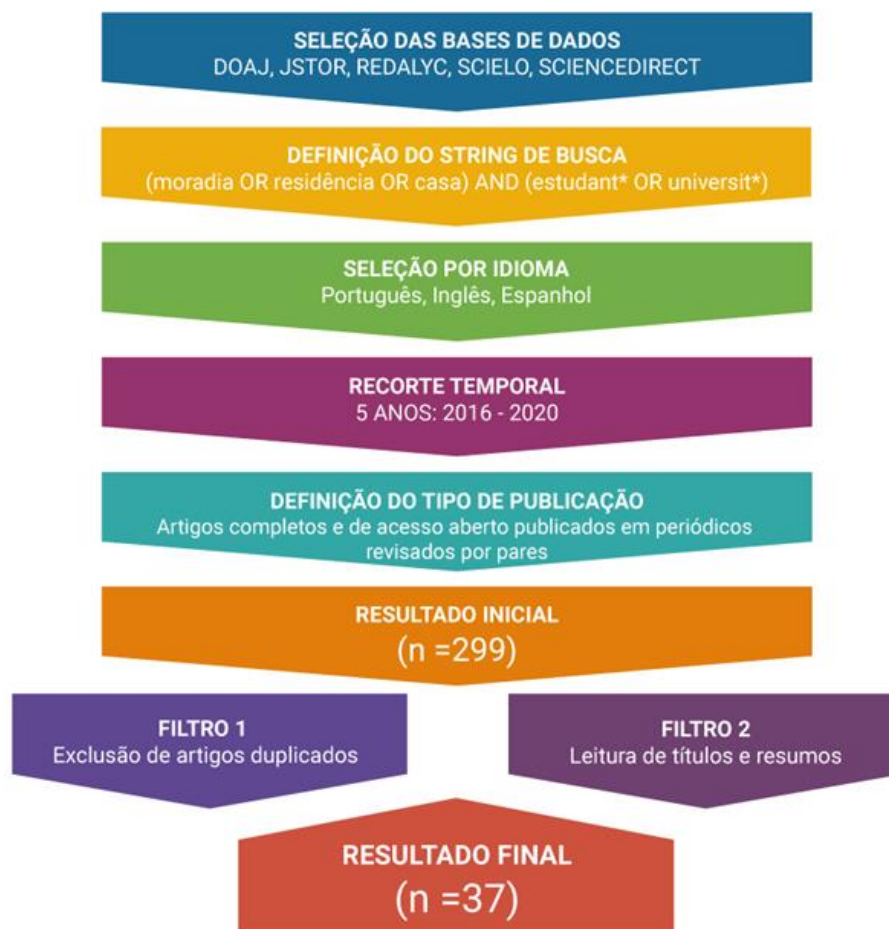 SELEÇÃO DAS BASES DE DADOS
DOAJ, JSTOR, REDALYC, SCIELO, SCIENCEDIRECT
DEFINIÇÃO DO STRING DE BUSCA
(moradia OR residência OR casa) AND (estudant* OR universit*)
SELEÇÃO POR IDIOMA
Português, Inglês, Espanhol
RECORTE TEMPORAL
5 ANOS: 2016 - 2020
DEFINIÇÃO DO TIPO DE PUBLICAÇÃO
Artigos completos e de acesso aberto publicados em periódicos
revisados por pares
RESULTADO INICIAL
(n =299)
FILTRO 1
Exclusão de artigos duplicados
FILTRO 2
Leitura de títulos e resumos
RESULTADO FINAL
(n =37)